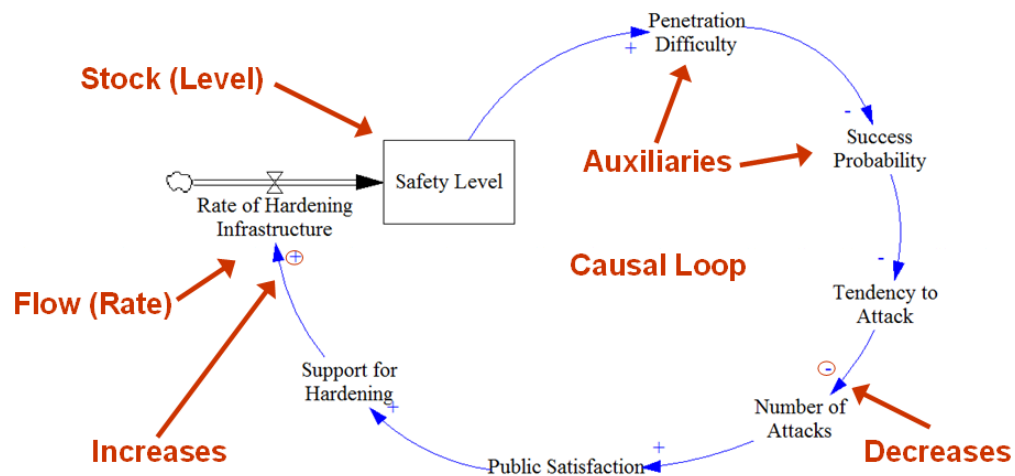 Penetration
Difficulty
+
Stock (Level)
-
Success
Probability
Auxiliaries
Safety Level
Rate of Hardening
Infrastructure
+
Causal Loop
-
Flow (Rate)
Tendency to
Attack
Support for
Hardening
-
+
Number of
Attacks
Increases
+
Decreases
Public Satisfaction